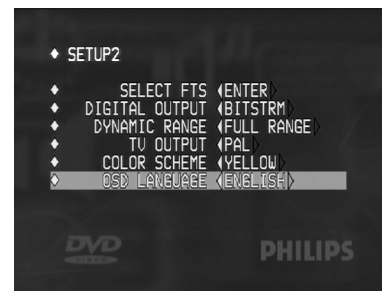 SETUP2
SELECT FTS ENTER
DIGITAL OUTPUT BITSTRM
DYNAMIC RANGE FULL RANGE
TV OUTPUT PAL
COLOR SCHEME YELLOW
OSD LANGUAGE ENGLISH
DVD
VIDEO
PHILIPS